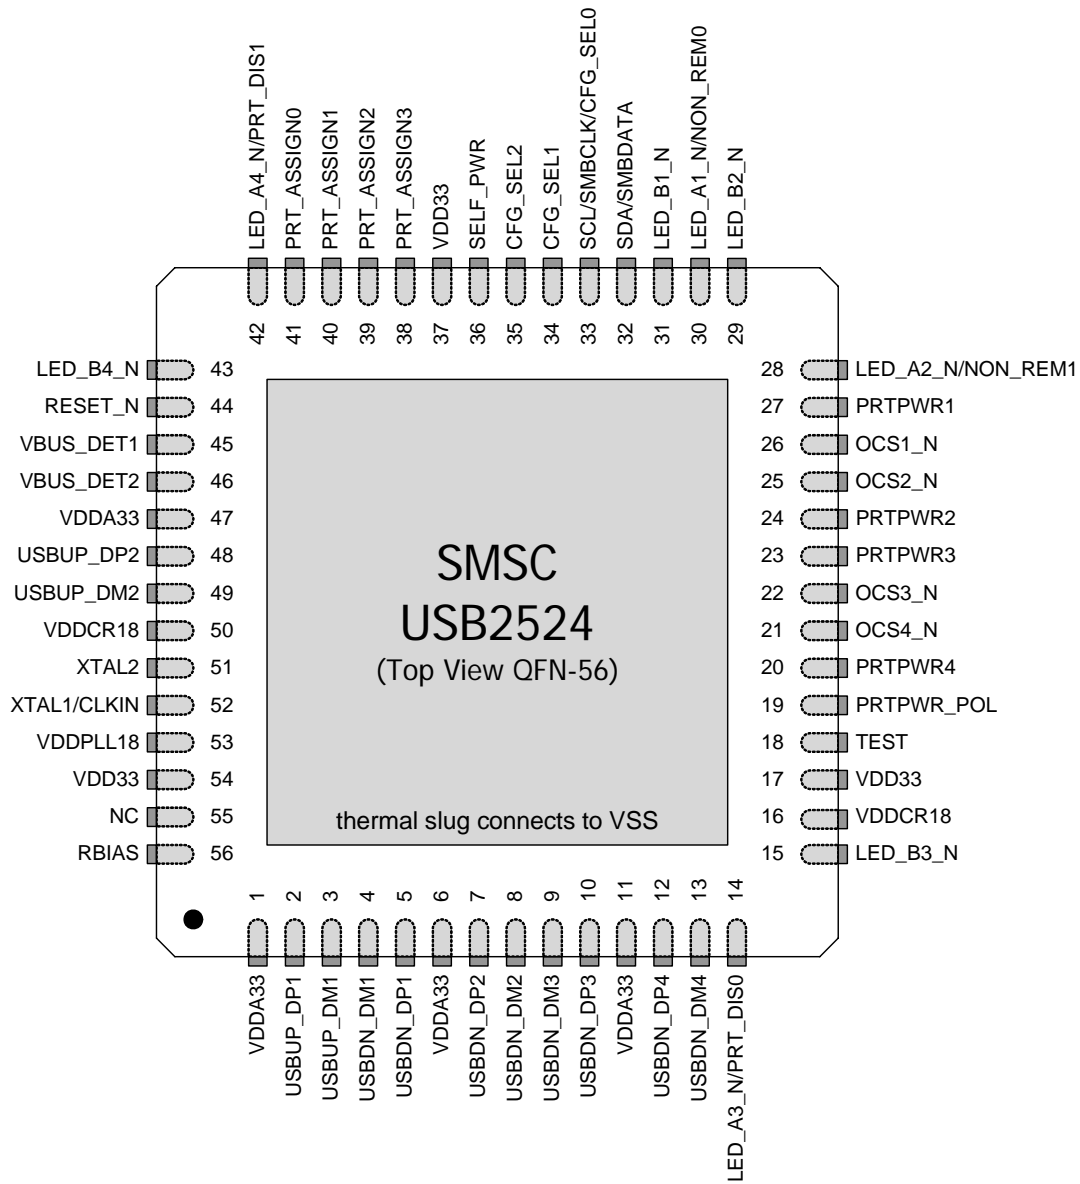 LED_A4_N/PRT_DIS1
PRT_ASSIGN0
PRT_ASSIGN1
PRT_ASSIGN2
PRT_ASSIGN3
VDD33
SELF_PWR
CFG_SEL2
CFG_SEL1
SCL/SMBCLK/CFG_SEL0
SDA/SMBDATA
LED_B1_N
LED_A1_N/NON_REM0
LED_B2_N
42
41
40
39
38
37
36
35
34
33
32
31
30
29
LED_B4_N 43
RESET_N 44
VBUS_DET1 45
VBUS_DET2 46
VDDA33 47
USBUP_DP2 48
USBUP_DM2 49
VDDCR18 50
XTAL2 51
XTAL1/CLKIN 52
VDDPLL18 53
VDD33 54
NC 55
RBIAS 56
SMSC
USB2524
(Top View QFN-56)
thermal slug connects to VSS
28 LED_A2_N/NON_REM1
27 PRTPWR1
26 OCS1_N
25 OCS2_N
24 PRTPWR2
23 PRTPWR3
22 OCS3_N
21 OCS4_N
20 PRTPWR4
19 PRTPWR_POL
18 TEST
17 VDD33
16 VDDCR18
15 LED_B3_N
1
2
3
4
5
6
7
8
9
10
11
12
13
14
VDDA33
USBUP_DP1
USBUP_DM1
USBDN_DM1
USBDN_DP1
VDDA33
USBDN_DP2
USBDN_DM2
USBDN_DM3
USBDN_DP3
VDDA33
USBDN_DP4
USBDN_DM4
LED_A3_N/PRT_DIS0